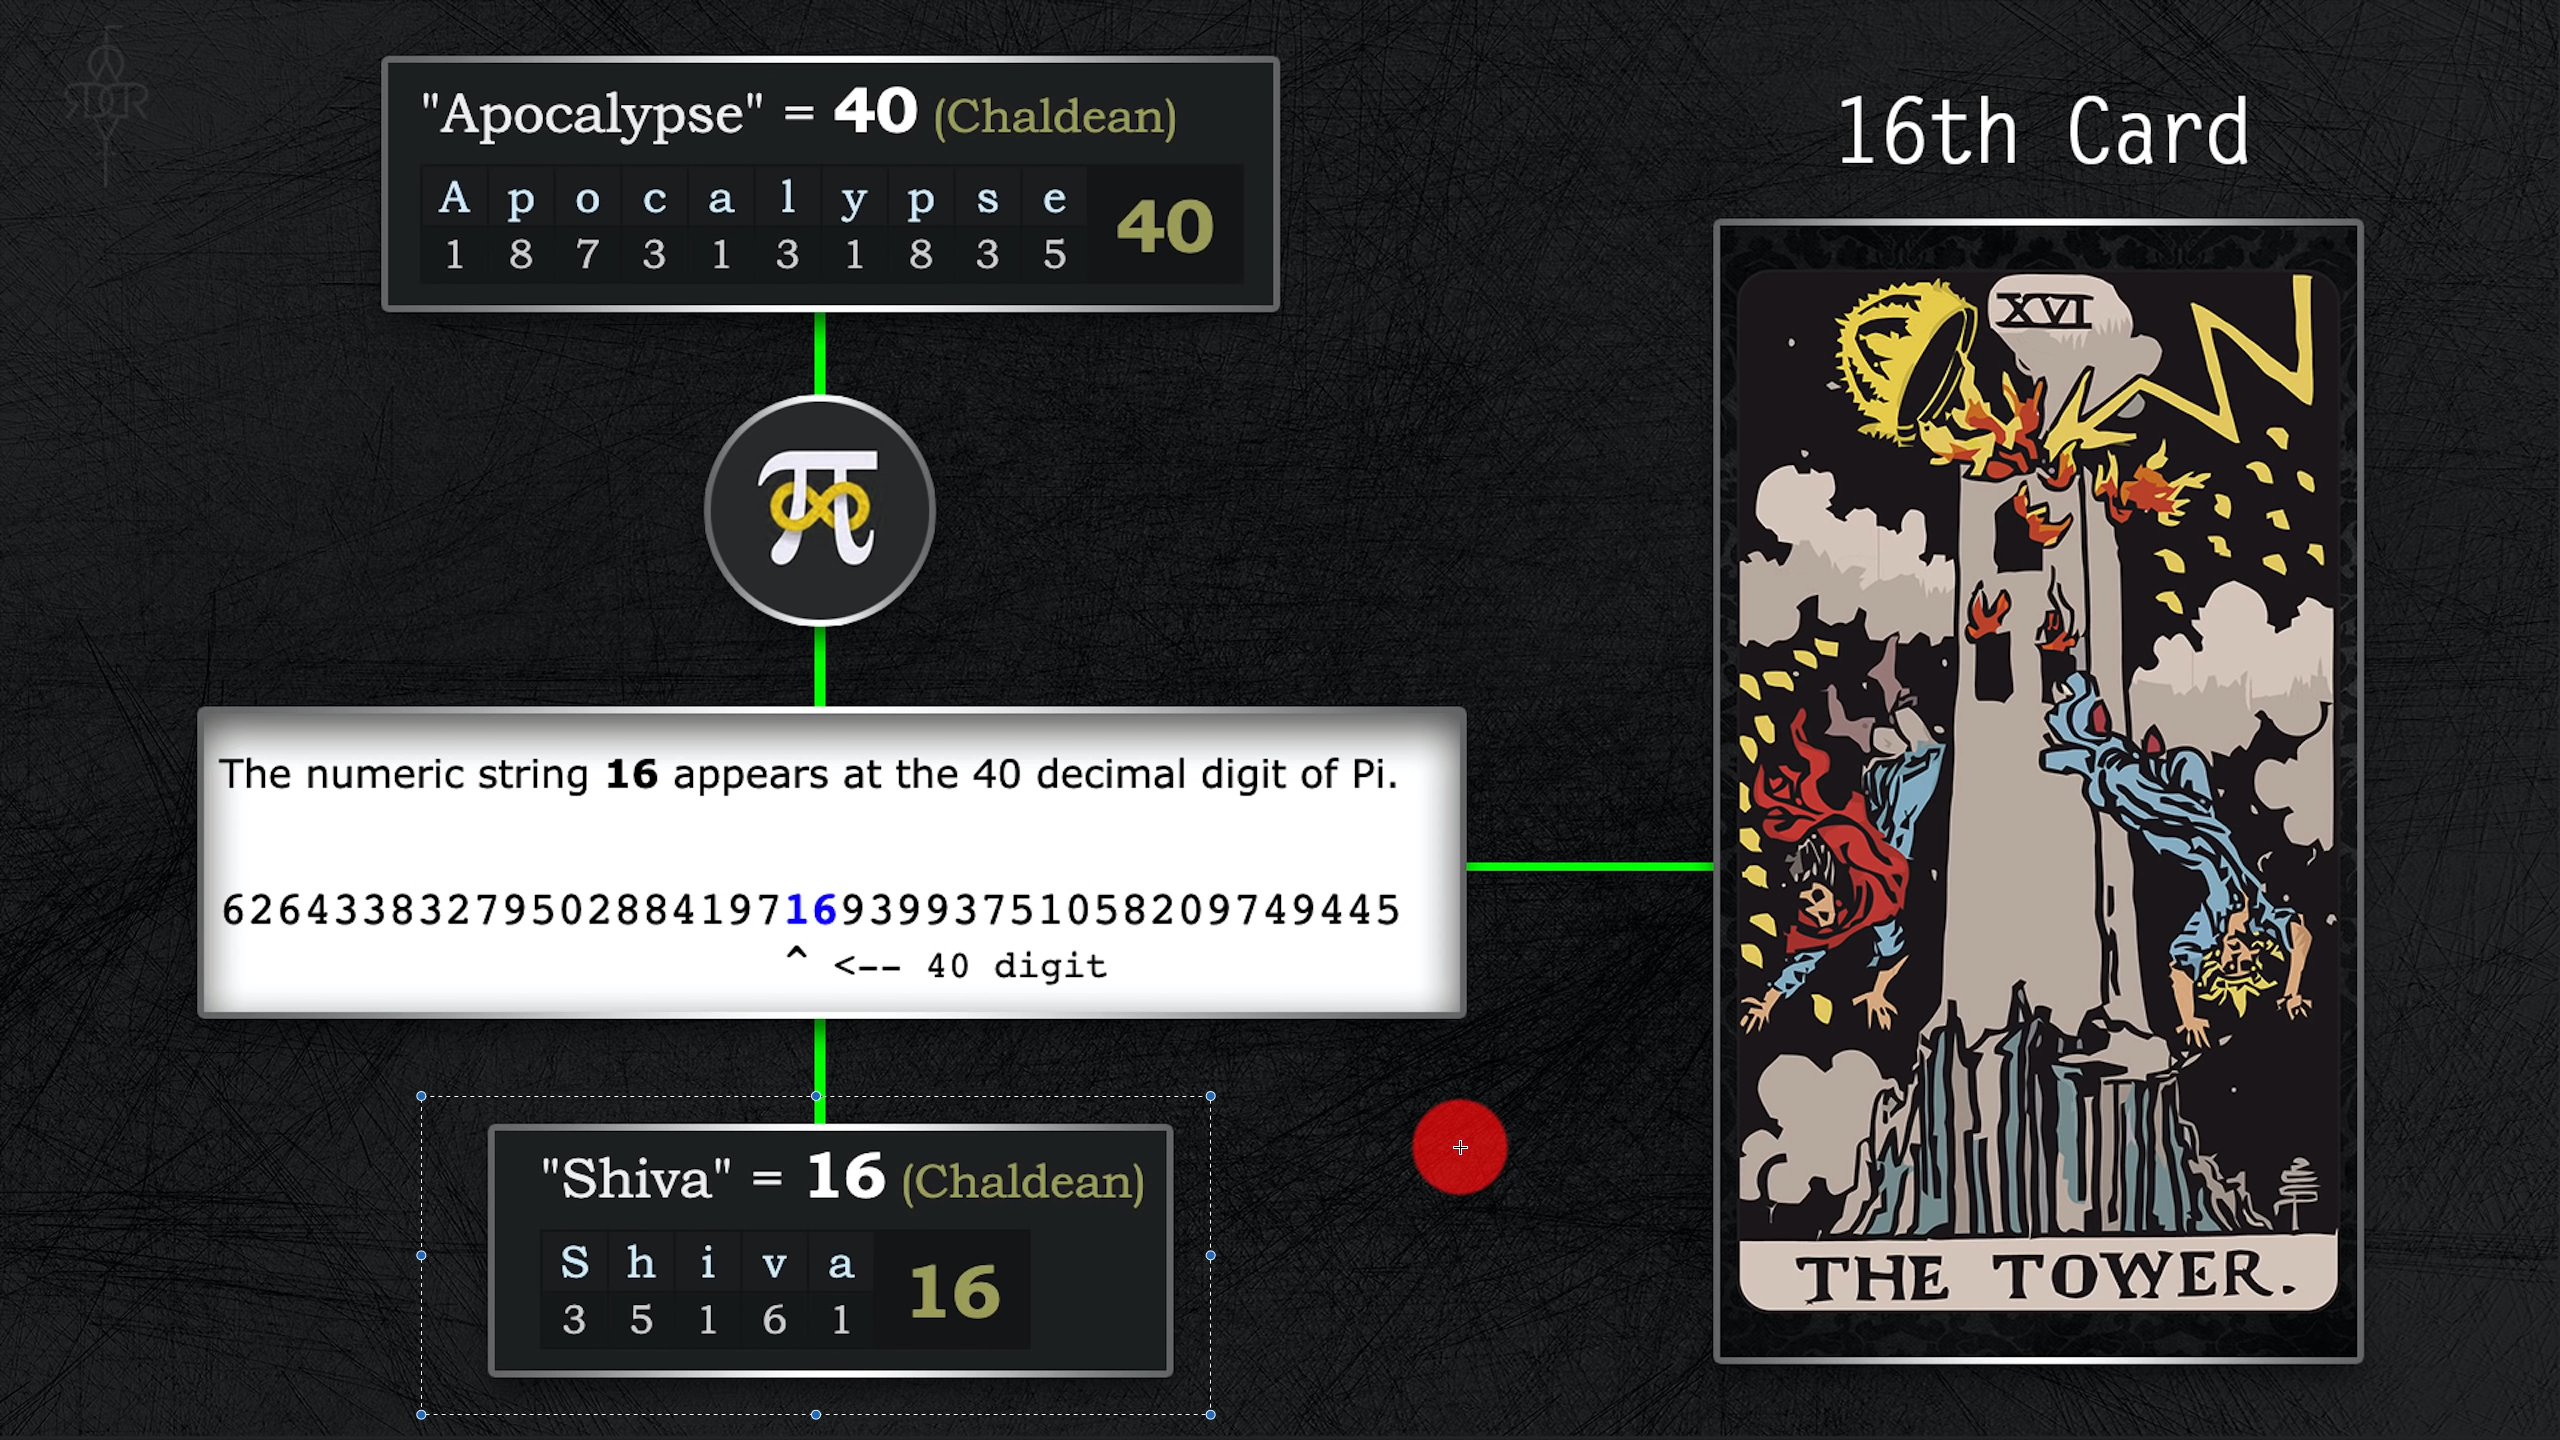 "Apocalypse" = 40 (Chaldean)
A p o c a l y p s e
1 8 7 3 1 3 1 8 3 5
40
π
The numeric string 16 appears at the 40 decimal digit of Pi.
626433832795028841971693993751058209749445
^ <-- 40 digit
"Shiva" = 16 (Chaldean)
S h i v a
3 5 1 6 1
16
16th Card
XVI
THE TOWER.